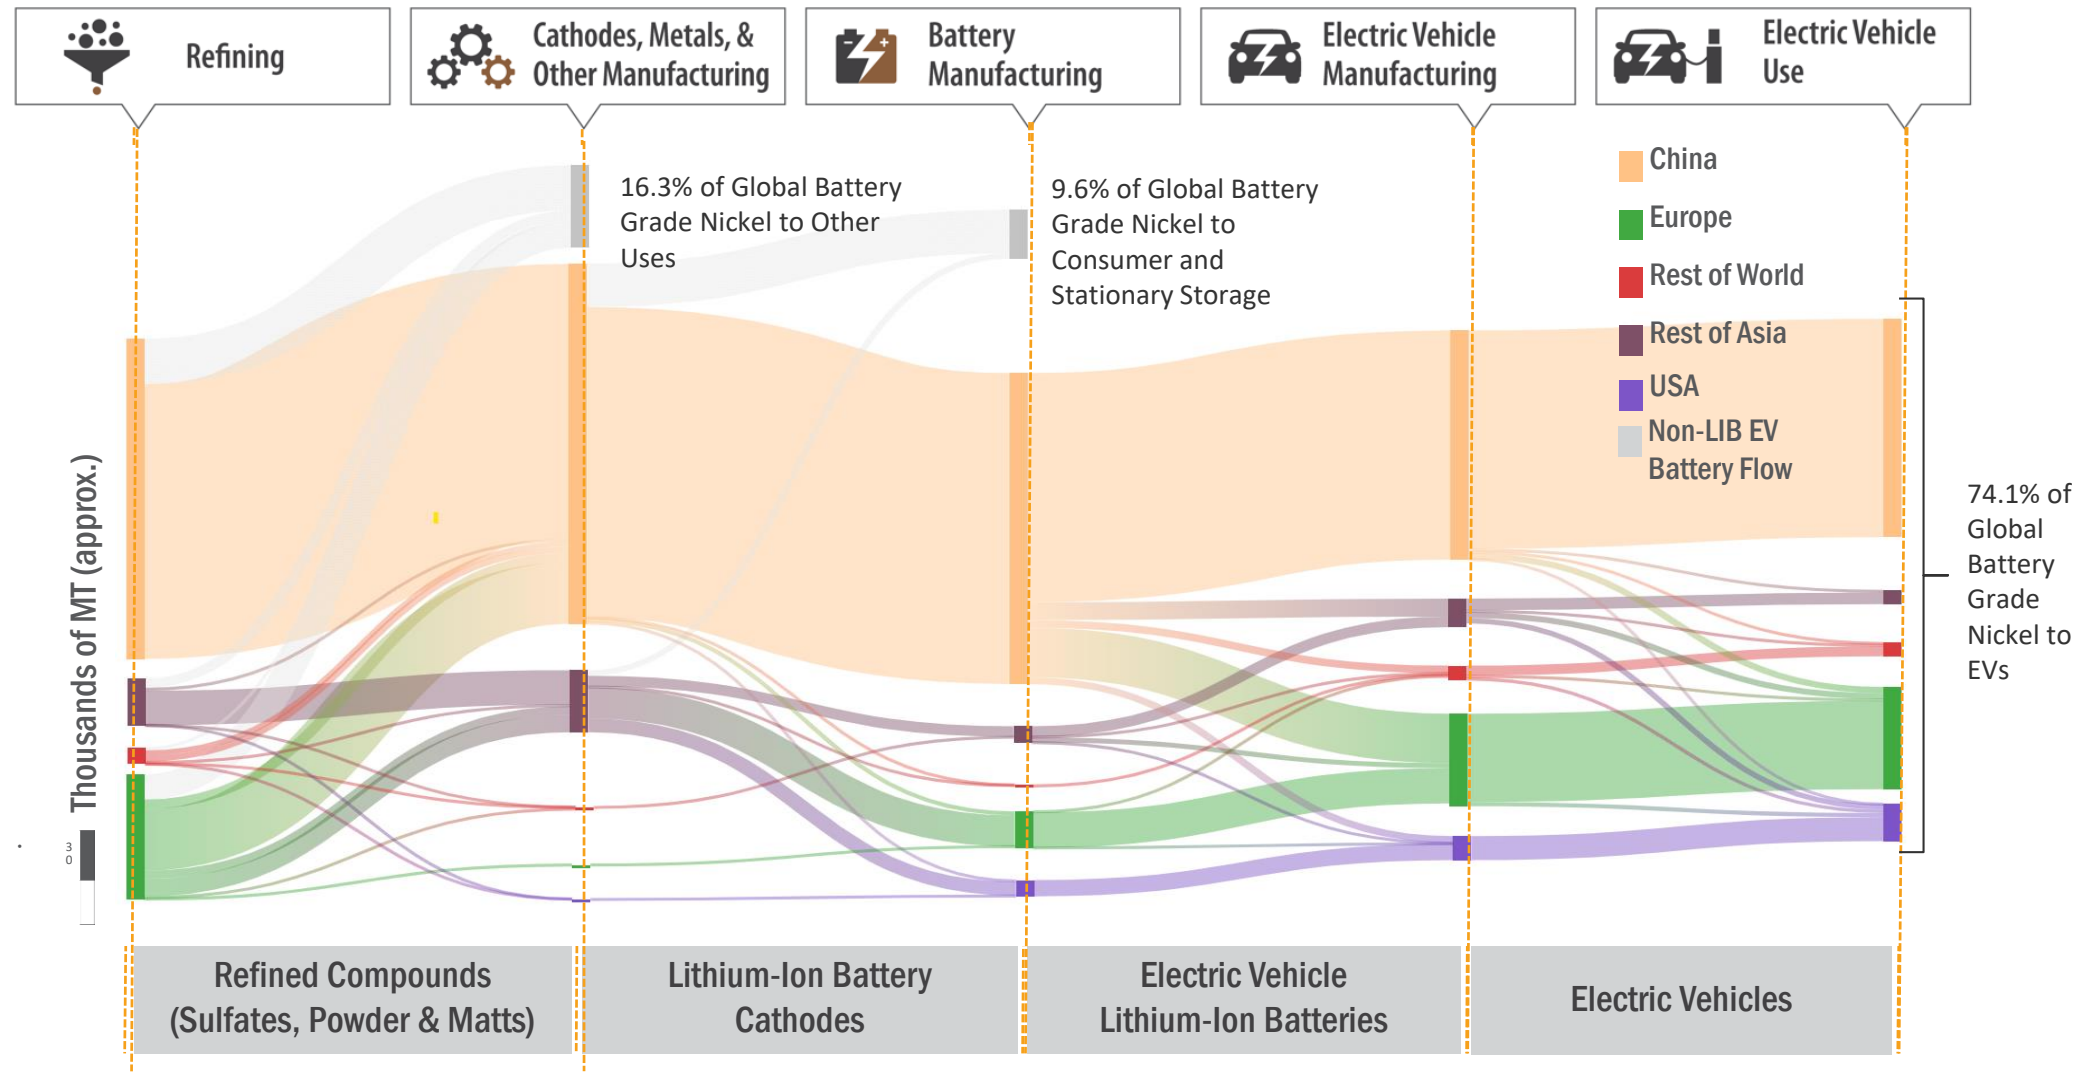 Refining
Cathodes, Metals, &
Other Manufacturing
Battery
Manufacturing
Electric Vehicle
Manufacturing
Electric Vehicle
Use
16.3% of Global Battery
Grade Nickel to Other
Uses
9.6% of Global Battery
Grade Nickel to
Consumer and
Stationary Storage
China
Europe
Rest of World
Rest of Asia
USA
Non-LIB EV
Battery Flow
74.1% of
Global
Battery
Grade
Nickel to
EVs
Thousands of MT (approx.)
30
Refined Compounds
(Sulfates, Powder & Matts)
Lithium-Ion Battery
Cathodes
Electric Vehicle
Lithium-Ion Batteries
Electric Vehicles